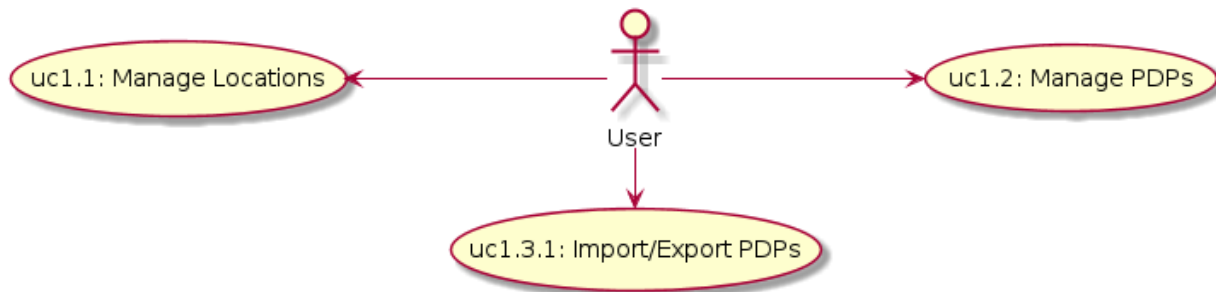 uc1.1: Manage Locations
uc1.2: Manage PDPs
User
uc1.3.1: Import/Export PDPs